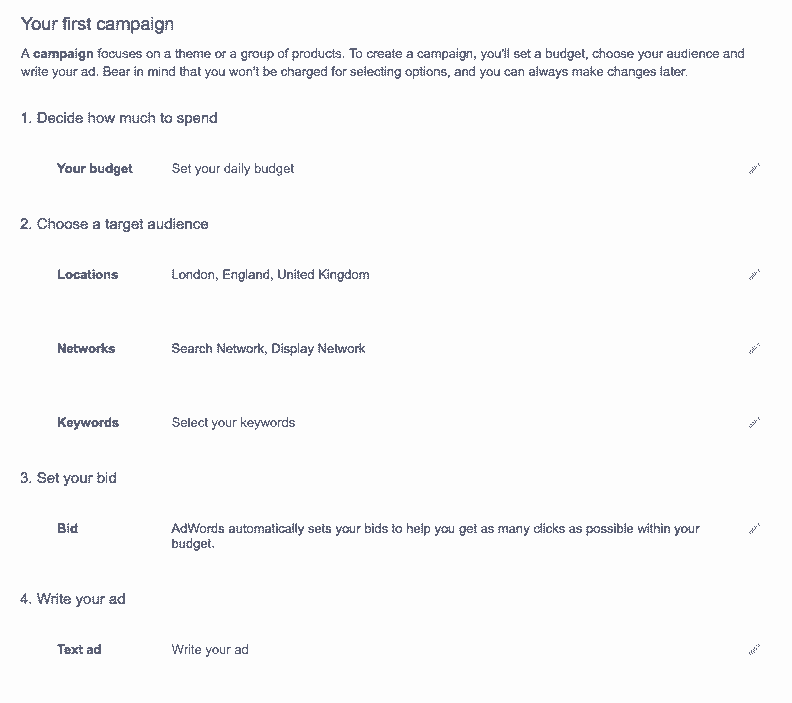 Your first campaign
A campaign focuses on a theme or a group of products. To create a campaign, you'll set a budget, choose your audience and
write your ad. Bear in mind that you won't be charged for selecting options, and you can always make changes later.
1. Decide how much to spend
Your budget Set your daily budget
2. Choose a target audience
Locations London, England, United Kingdom
Networks Search Network, Display Network
Keywords Select your keywords
3. Set your bid
Bid AdWords automatically sets your bids to help you get as many clicks as possible within your
budget.
4. Write your ad
Text ad Write your ad